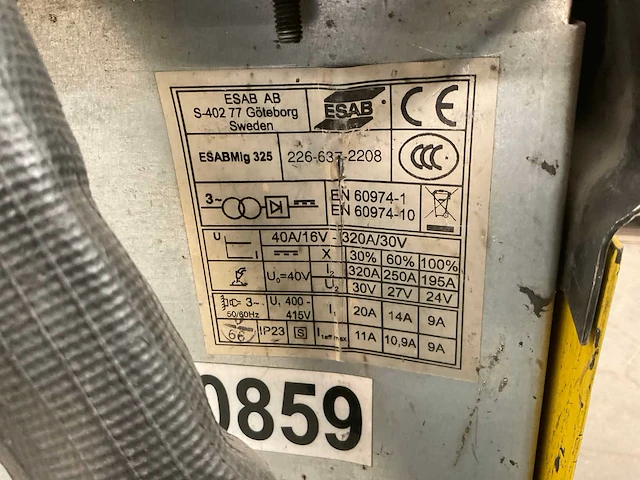 ESAB AB
S-402 77 Göteborg
Sweden
ESAB
CE
ESABMig 325
226-637-2208
CCC
3~
EN 60974-1
EN 60974-10
U
I
40A/16V - 320A/30V
X 30% 60% 100%
U₀=40V
I₂ 320A 250A 195A
U₂ 30V 27V 24V
3~
50/60Hz
U₁ 400-
415V
I₁ 20A 14A 9A
66
IP23
S
I₁eff/max 11A 10,9A 9A
0859